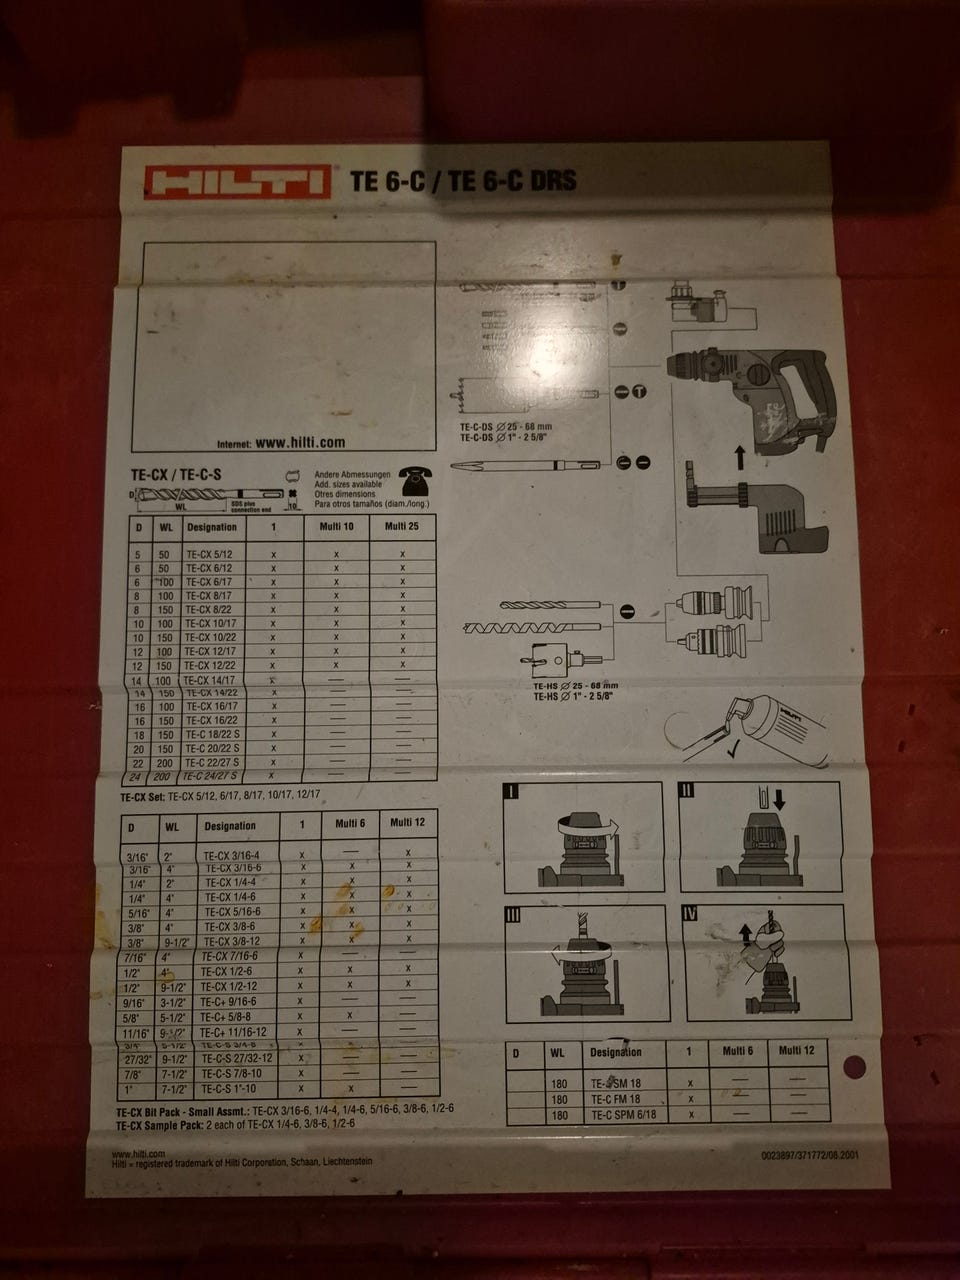 HILTI TE 6-C / TE 6-C DRS
Internet: www.hilti.com
TE-C-DS Ø 25 - 68 mm
TE-C-DS Ø 1" - 2 5/8"
TE-CX / TE-C-S
Andere Abmessungen
Add. sizes available
Otres dimensions
Para otros tamaños (diam./long.)
D
WL
SDS plus
connection end
10
D WL Designation 1 Multi 10 Multi 25
5 50 TE-CX 5/12 x x x
6 50 TE-CX 6/12 x x x
6 100 TE-CX 6/17 x x x
8 100 TE-CX 8/17 x x x
8 150 TE-CX 8/22 x x x
10 100 TE-CX 10/17 x x x
10 150 TE-CX 10/22 x x x
12 100 TE-CX 12/17 x x x
12 150 TE-CX 12/22 x x x
14 100 TE-CX 14/17 x — —
14 150 TE-CX 14/22 x — —
16 100 TE-CX 16/17 x — —
16 150 TE-CX 16/22 x — —
18 150 TE-C 18/22 S x — —
20 150 TE-C 20/22 S x — —
22 200 TE-C 22/27 S x — —
24 200 TE-C 24/27 S x — —
TE-CX Set: TE-CX 5/12, 6/17, 8/17, 10/17, 12/17
TE-HS Ø 25 - 68 mm
TE-HS Ø 1" - 2 5/8"
HILTI
D WL Designation 1 Multi 6 Multi 12
3/16" 2" TE-CX 3/16-4 x — x
3/16" 4" TE-CX 3/16-6 x x x
1/4" 2" TE-CX 1/4-4 x x x
1/4" 4" TE-CX 1/4-6 x x x
5/16" 4" TE-CX 5/16-6 x x x
3/8" 4" TE-CX 3/8-6 x x x
3/8" 9-1/2" TE-CX 3/8-12 x x x
7/16" 4" TE-CX 7/16-6 x — —
1/2" 4" TE-CX 1/2-6 x x x
1/2" 9-1/2" TE-CX 1/2-12 x x x
9/16" 3-1/2" TE-C+ 9/16-6 x — —
5/8" 5-1/2" TE-C+ 5/8-8 x x —
11/16" 9-1/2" TE-C+ 11/16-12 x — —
3/4" 5-1/2" TE-C-S 3/4-8 x x —
27/32" 9-1/2" TE-C-S 27/32-12 x — —
7/8" 7-1/2" TE-C-S 7/8-10 x — —
1" 7-1/2" TE-C-S 1"-10 x x —
TE-CX Bit Pack - Small Assmt.: TE-CX 3/16-6, 1/4-4, 1/4-6, 5/16-6, 3/8-6, 1/2-6
TE-CX Sample Pack: 2 each of TE-CX 1/4-6, 3/8-6, 1/2-6
I
II
III
IV
D WL Designation 1 Multi 6 Multi 12
180 SM 18 x — —
180 TE-C FM 18 x — —
180 TE-C SPM 6/18 x — —
www.hilti.com
Hilti = registered trademark of Hilti Corporation, Schaan, Liechtenstein
0023897/371772/08.2001